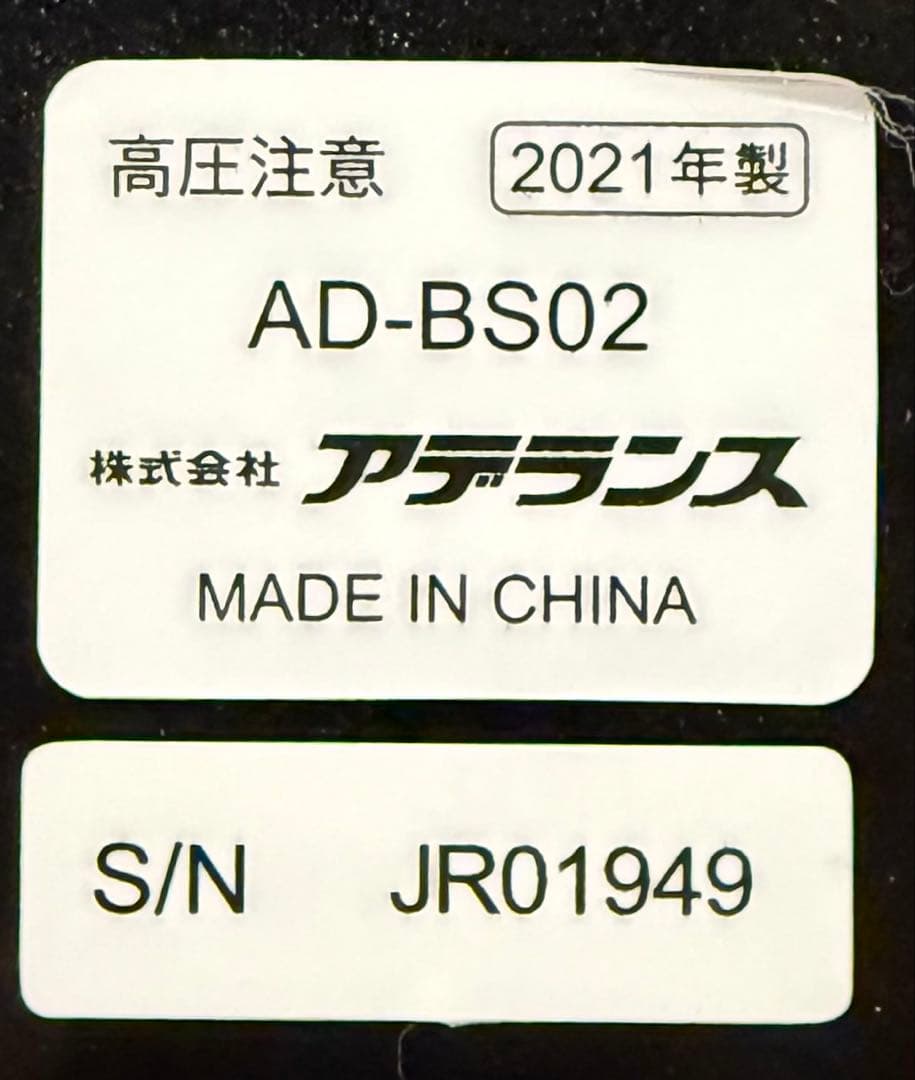 高圧注意 2021年製
AD-BS02
株式会社 アデランス
MADE IN CHINA
S/N JR01949